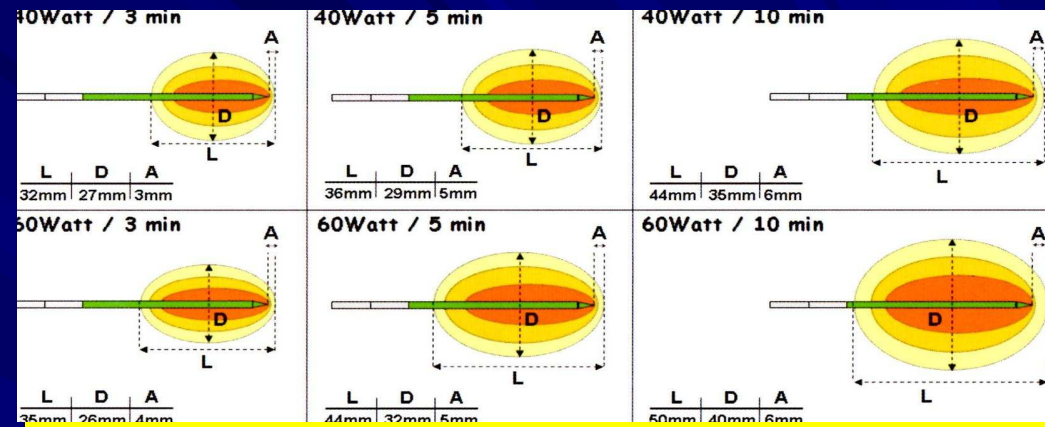 40Watt / 3 min
A
D
L
L D A
32mm 27mm 3mm
40Watt / 5 min
A
D
L
L D A
36mm 29mm 5mm
40Watt / 10 min
A
D
L
L D A
44mm 35mm 6mm
60Watt / 3 min
A
D
L
L D A
35mm 26mm 4mm
60Watt / 5 min
A
D
L
L D A
44mm 32mm 5mm
60Watt / 10 min
A
D
L
L D A
50mm 40mm 6mm